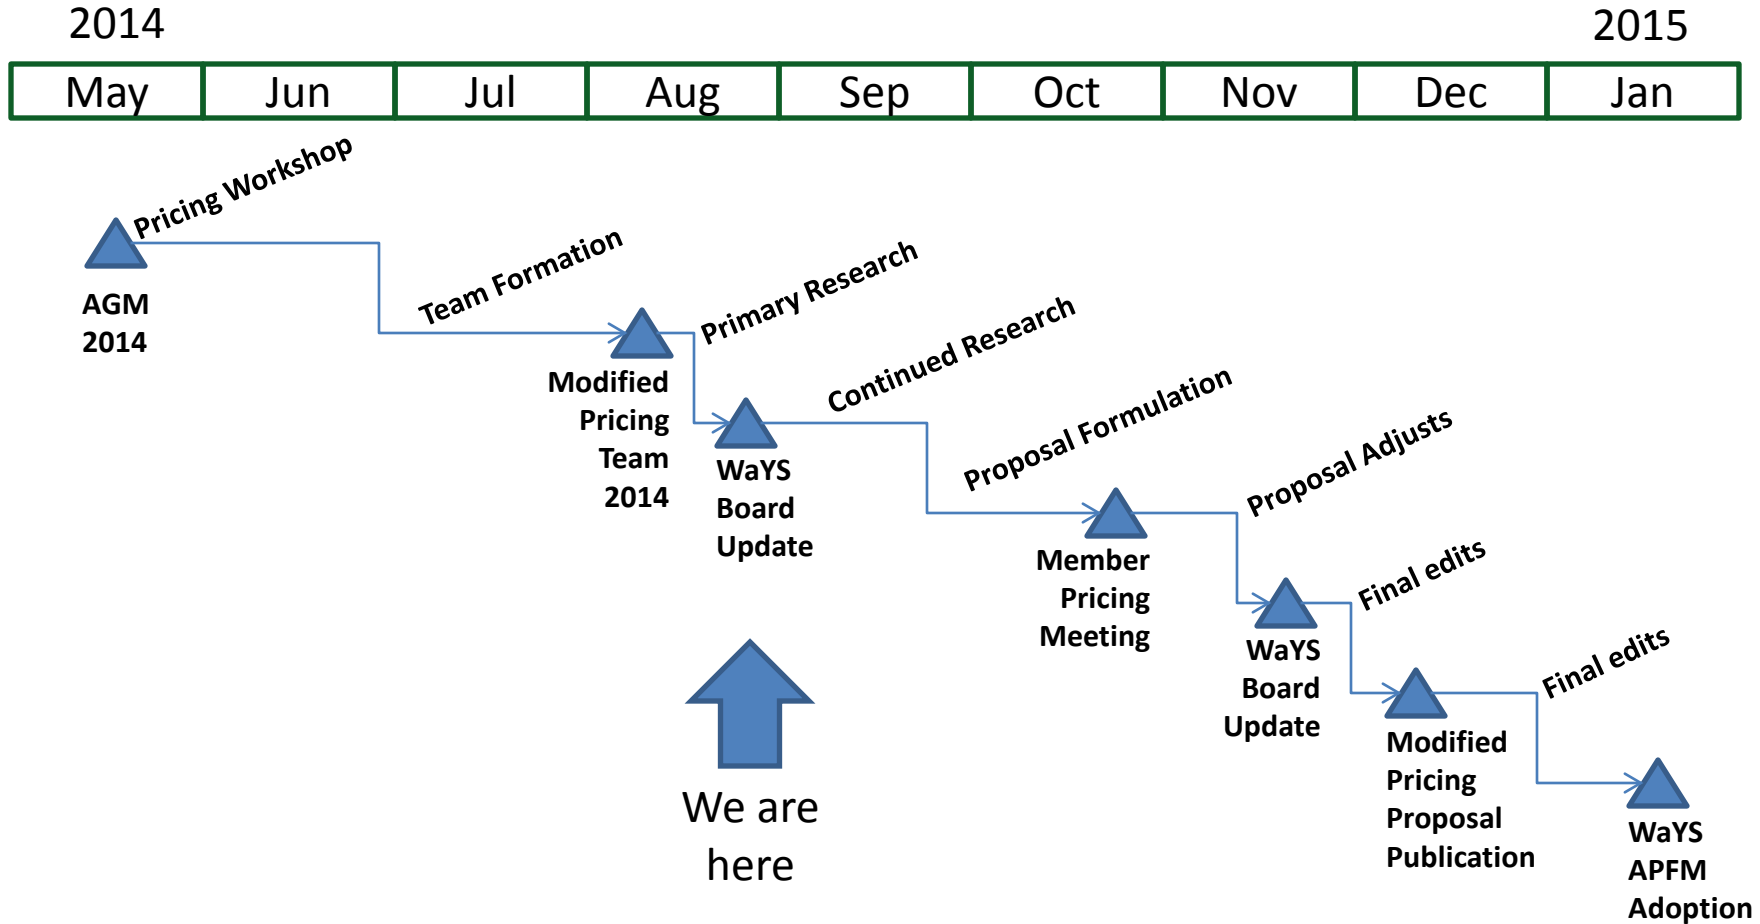 2014
2015
May
Jun
Jul
Aug
Sep
Oct
Nov
Dec
Jan
Pricing Workshop
AGM
2014
Team Formation
Modified
Pricing
Team
2014
Primary Research
WaYS
Board
Update
Continued Research
Proposal Formulation
Member
Pricing
Meeting
Proposal Adjusts
WaYS
Board
Update
Final edits
Modified
Pricing
Proposal
Publication
Final edits
WaYS
APFM
Adoption
We are
here